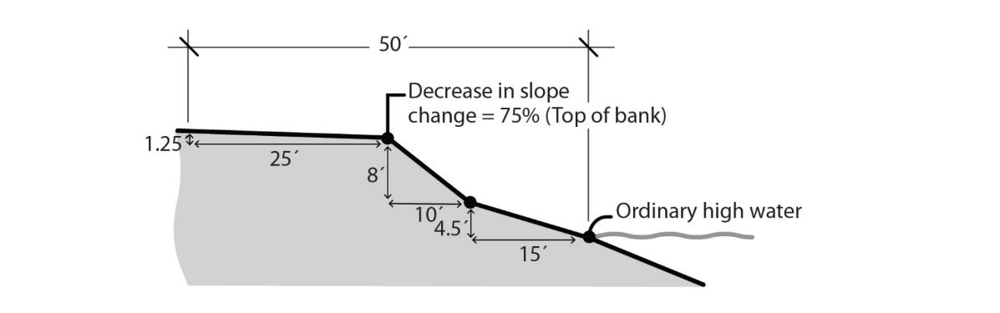 50´
Decrease in slope
change = 75% (Top of bank)
1.25´
25´
8´
10´
4.5´
15´
Ordinary high water